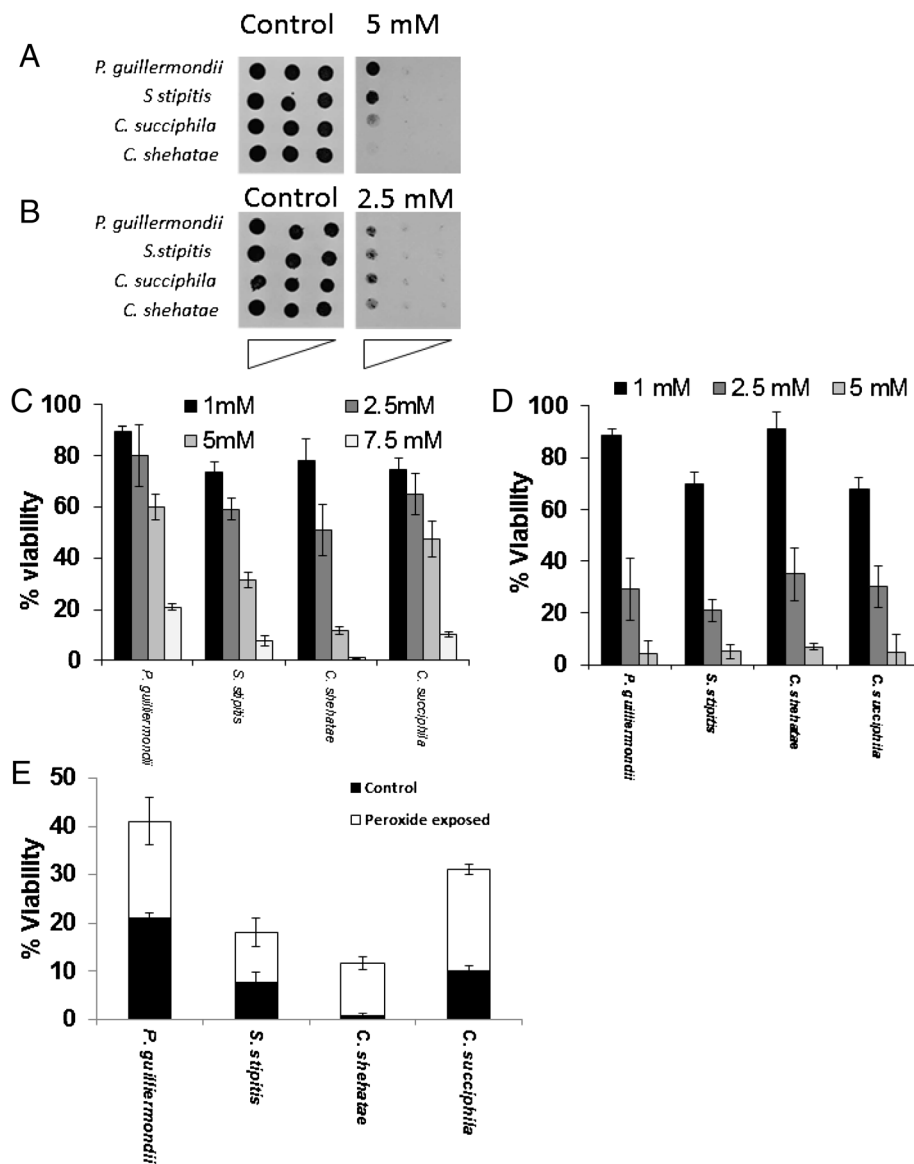 Control 5 mM
A
P. guillermondii
S stipitis
C. succiphila
C. shehatae
Control 2.5 mM
B
P. guillermondii
S.stipitis
C. succiphila
C. shehatae
C
1mM 2.5mM
5mM 7.5 mM
% viability
100
80
60
40
20
0
P. guilliermondii
S. stipitis
C. shehatae
C. succiphila
D
1 mM 2.5 mM 5 mM
% Viability
100
80
60
40
20
0
P. guilliermondii
S. stipitis
C. shehatae
C. succiphila
E
Control
Peroxide exposed
% Viability
50
40
30
20
10
0
P. guilliermondii
S. stipitis
C. shehatae
C. succiphila